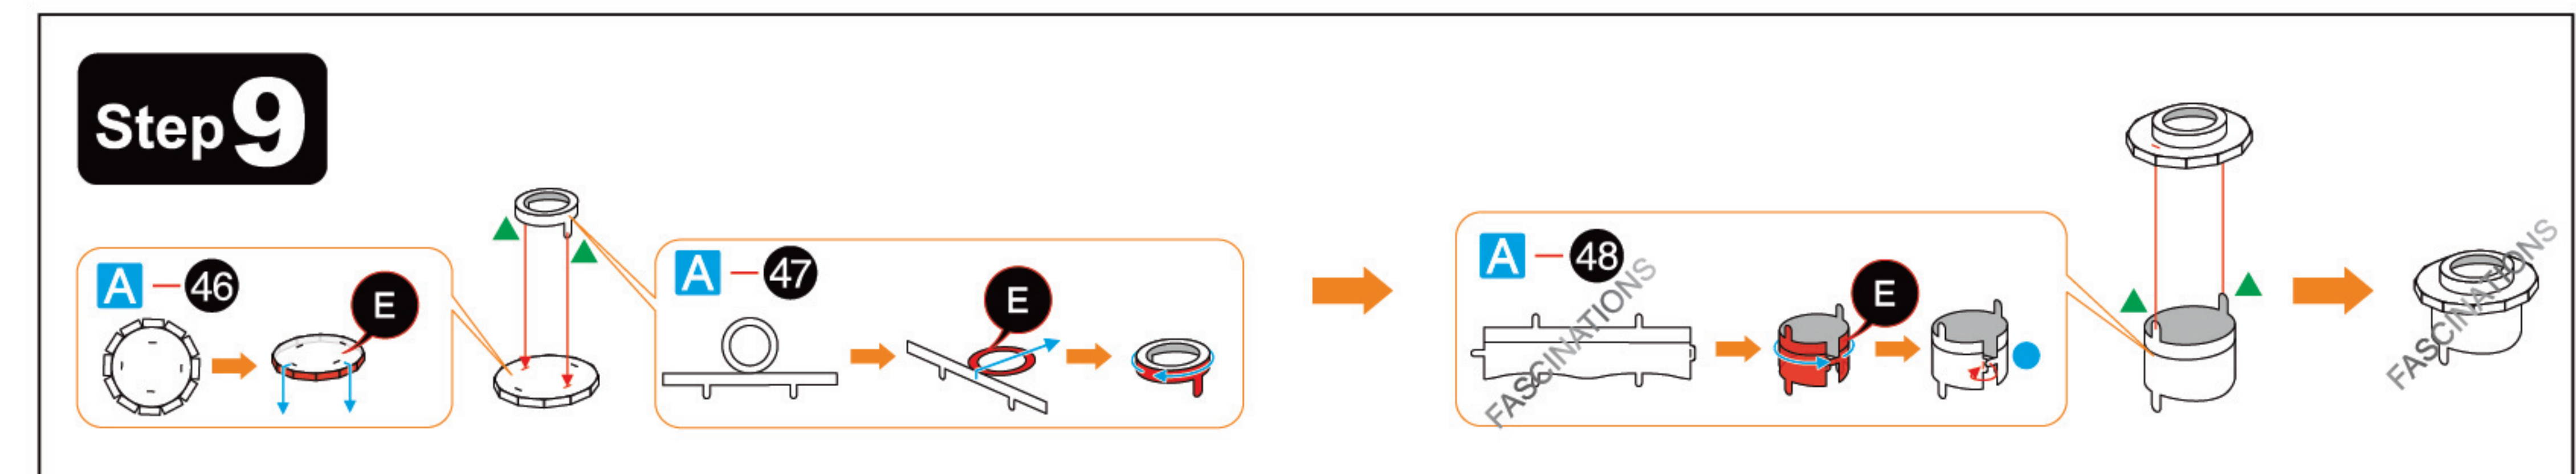 Step 9
A – 46
E
A – 47
E
A – 48
E
FASCINATIONS
FASCINATIONS